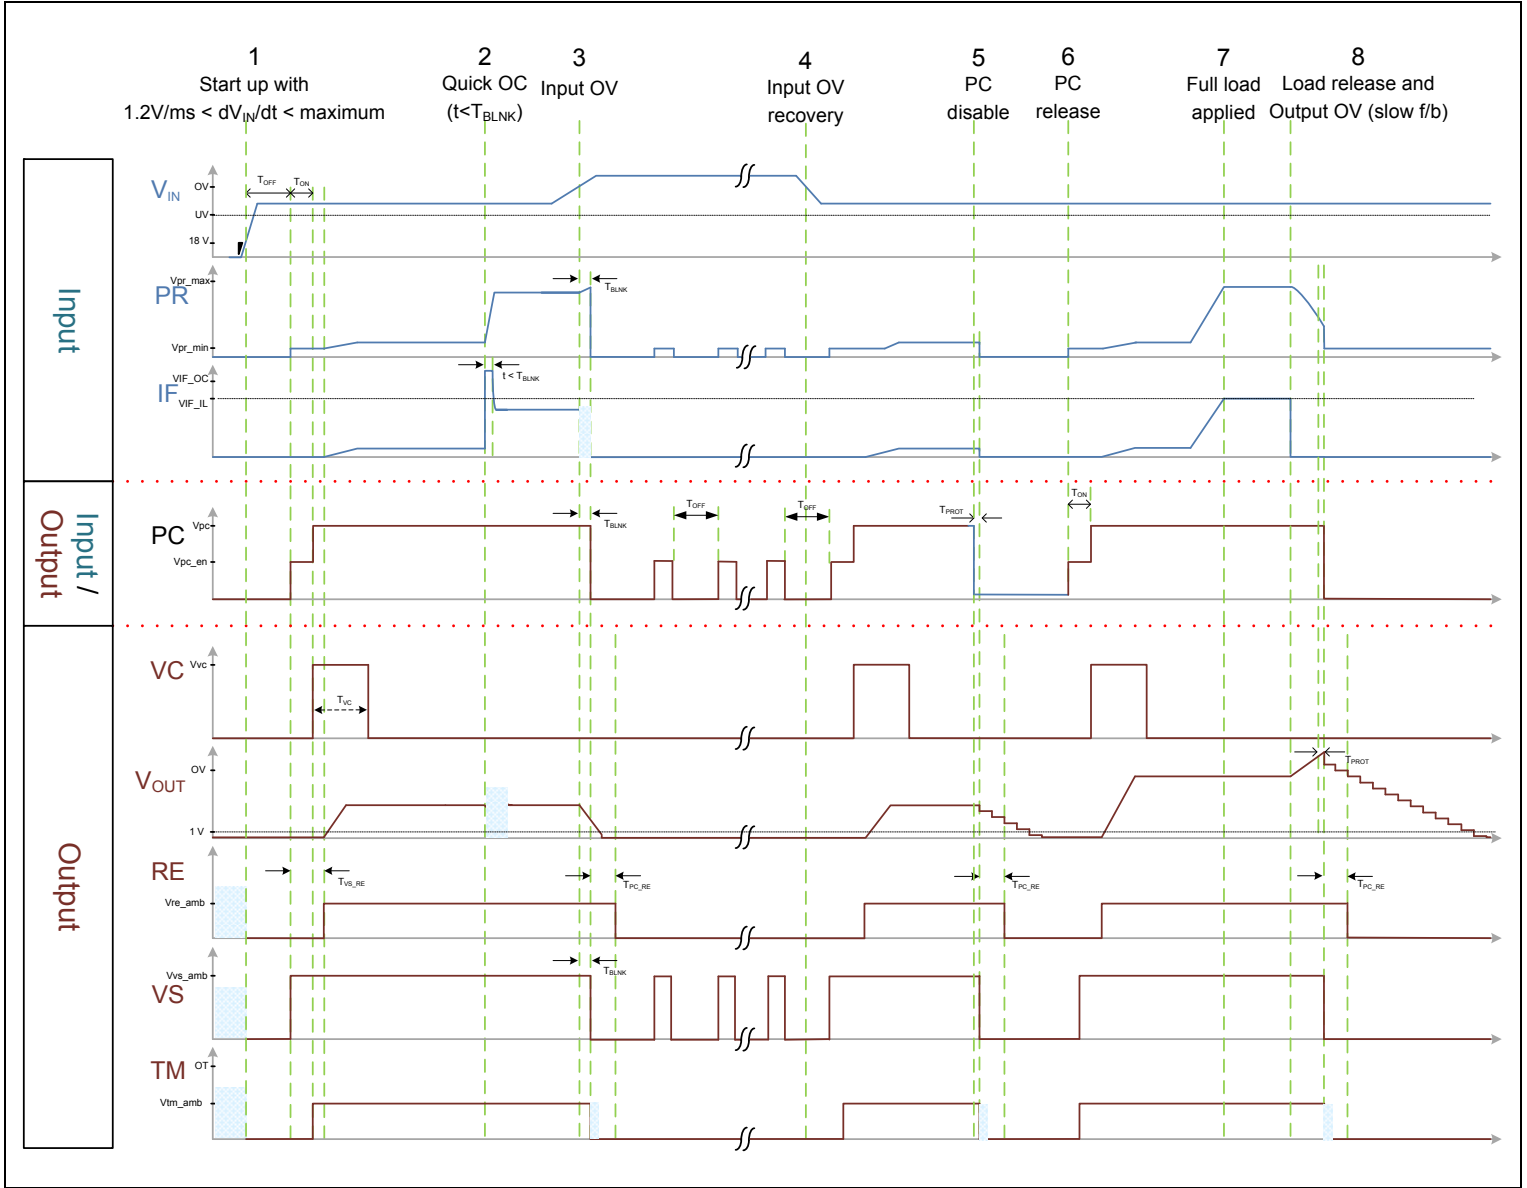 1
Start up with
1.2V/ms < dVIN/dt < maximum
2
Quick OC
(t<TBLNK)
3
Input OV
4
Input OV
recovery
5
PC
disable
6
PC
release
7
Full load
applied
8
Load release and
Output OV (slow f/b)
Input
VIN
OV
UV
18 V
TOFF
TON
PR
Vpr_max
Vpr_min
TBLNK
IF
VIF_OC
VIF_IL
t < TBLNK
Input /
Output
PC
Vpc
Vpc_en
TBLNK
TOFF
TOFF
TPROT
TON
Output
VC
Vvc
TVC
VOUT
OV
1 V
TPROT
RE
Vre_amb
TVS_RE
TPC_RE
TPC_RE
TPC_RE
VS
Vvs_amb
TBLNK
TM
OT
Vtm_amb